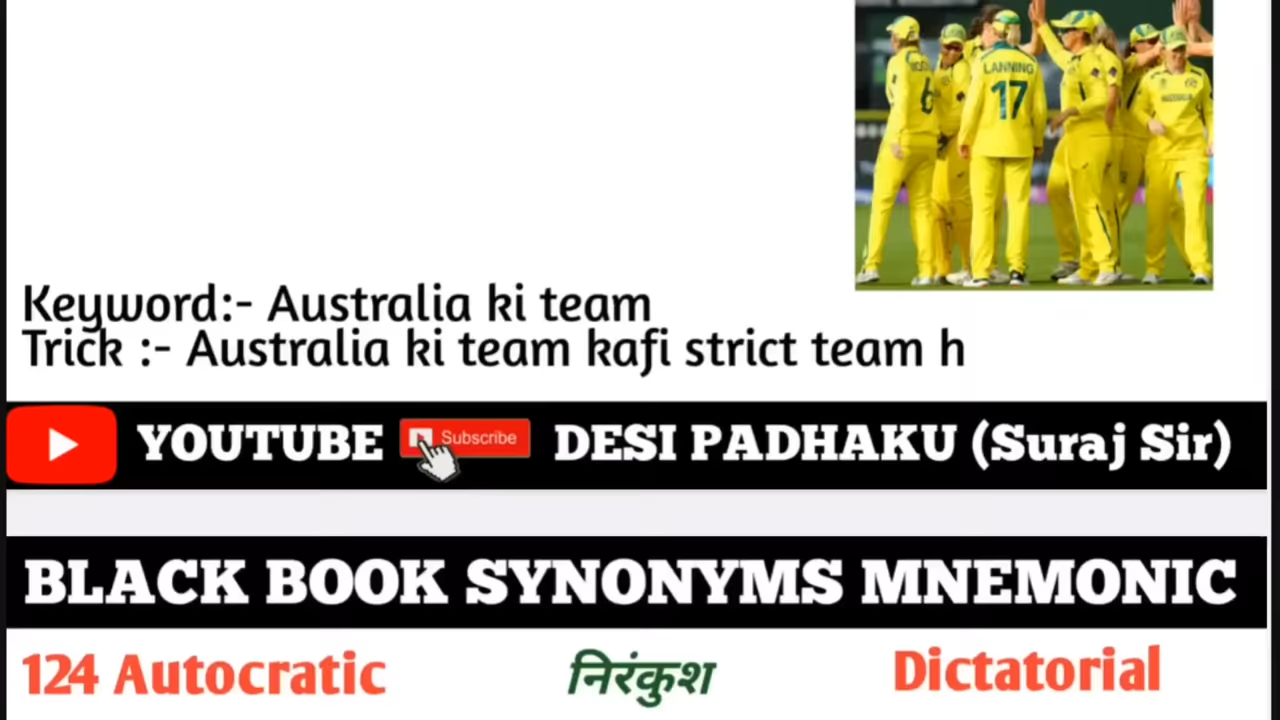 LANNING
17
6
Keyword:- Australia ki team
Trick :- Australia ki team kafi strict team h
YOUTUBE Subscribe DESI PADHAKU (Suraj Sir)
BLACK BOOK SYNONYMS MNEMONIC
124 Autocratic निरंकुश Dictatorial